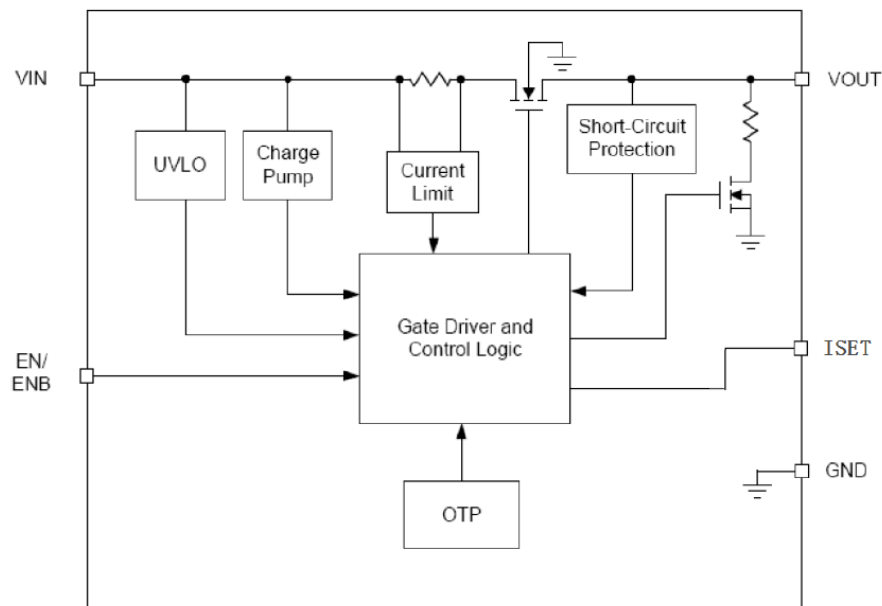 VIN
VOUT
UVLO
Charge
Pump
Current
Limit
Short-Circuit
Protection
Gate Driver and
Control Logic
EN/
ENB
ISET
GND
OTP